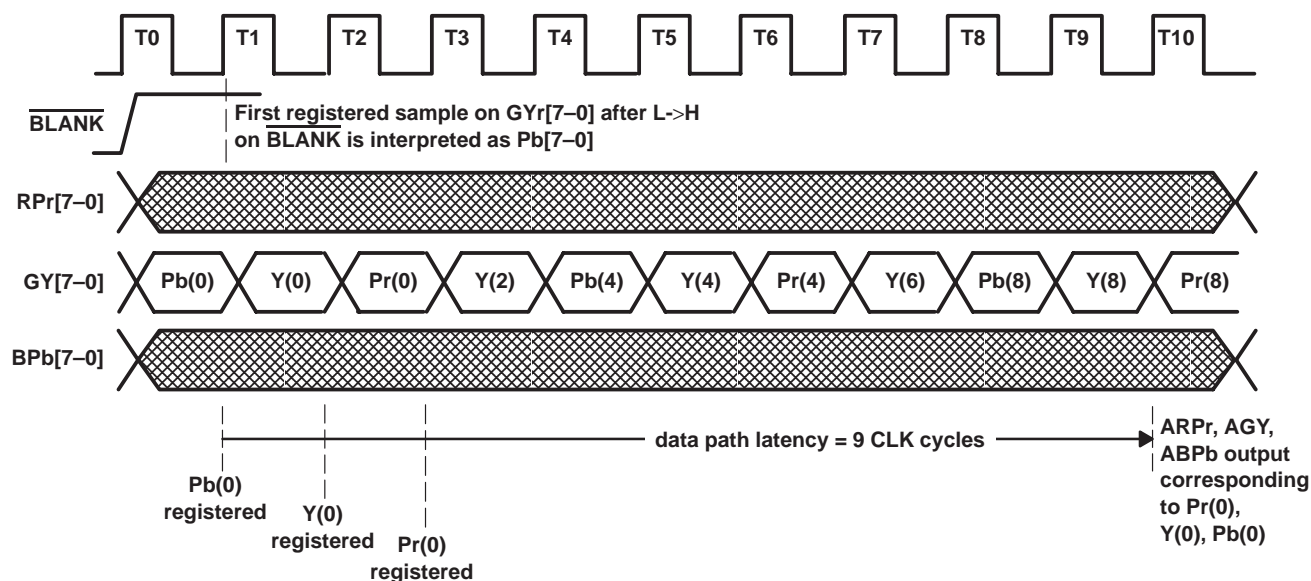 T0 T1 T2 T3 T4 T5 T6 T7 T8 T9 T10
BLANK
First registered sample on GYr[7–0] after L->H
on BLANK is interpreted as Pb[7–0]
RPr[7–0]
GY[7–0] Pb(0) Y(0) Pr(0) Y(2) Pb(4) Y(4) Pr(4) Y(6) Pb(8) Y(8) Pr(8)
BPb[7–0]
data path latency = 9 CLK cycles
ARPr, AGY,
ABPb output
corresponding
to Pr(0),
Y(0), Pb(0)
Pb(0)
registered
Y(0)
registered
Pr(0)
registered